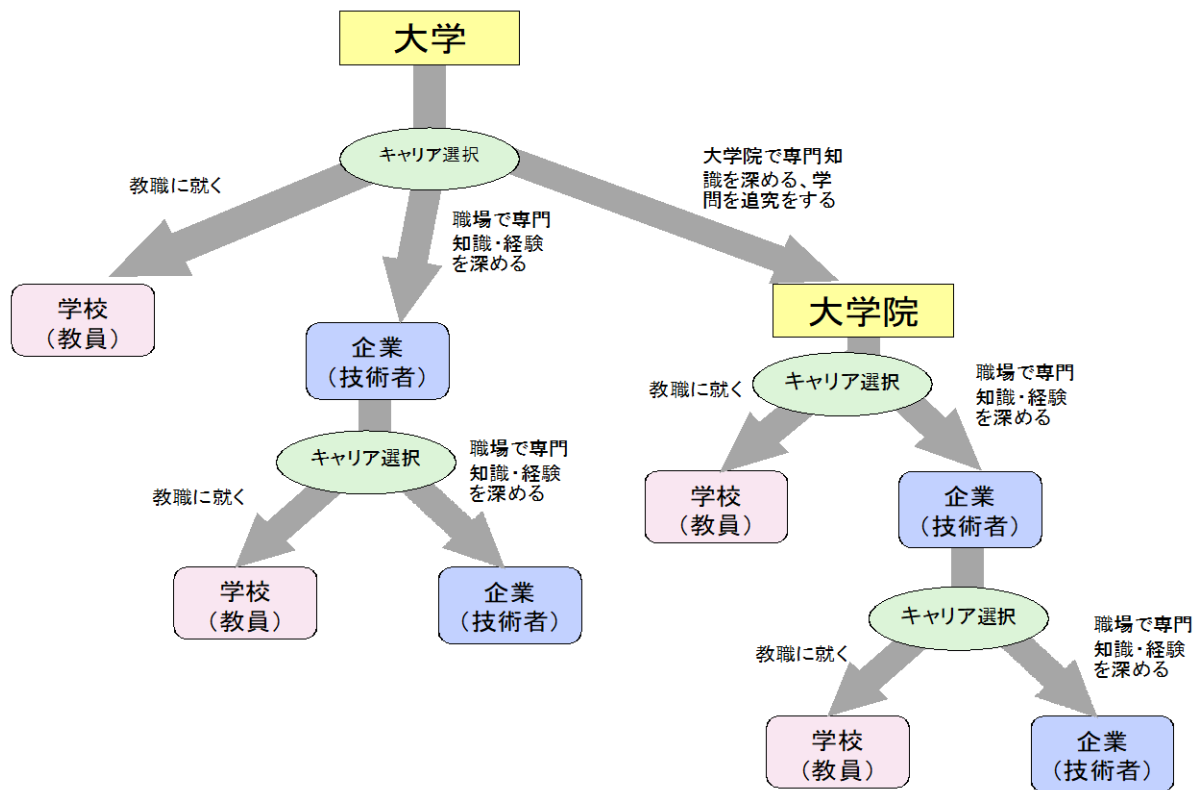 大学
キャリア選択
教職に就く
職場で専門
知識・経験
を深める
大学院で専門知
識を深める、学
問を追究をする
学校
（教員）
企業
（技術者）
キャリア選択
教職に就く
職場で専門
知識・経験
を深める
学校
（教員）
企業
（技術者）
大学院
キャリア選択
教職に就く
職場で専門
知識・経験
を深める
学校
（教員）
企業
（技術者）
キャリア選択
教職に就く
職場で専門
知識・経験
を深める
学校
（教員）
企業
（技術者）